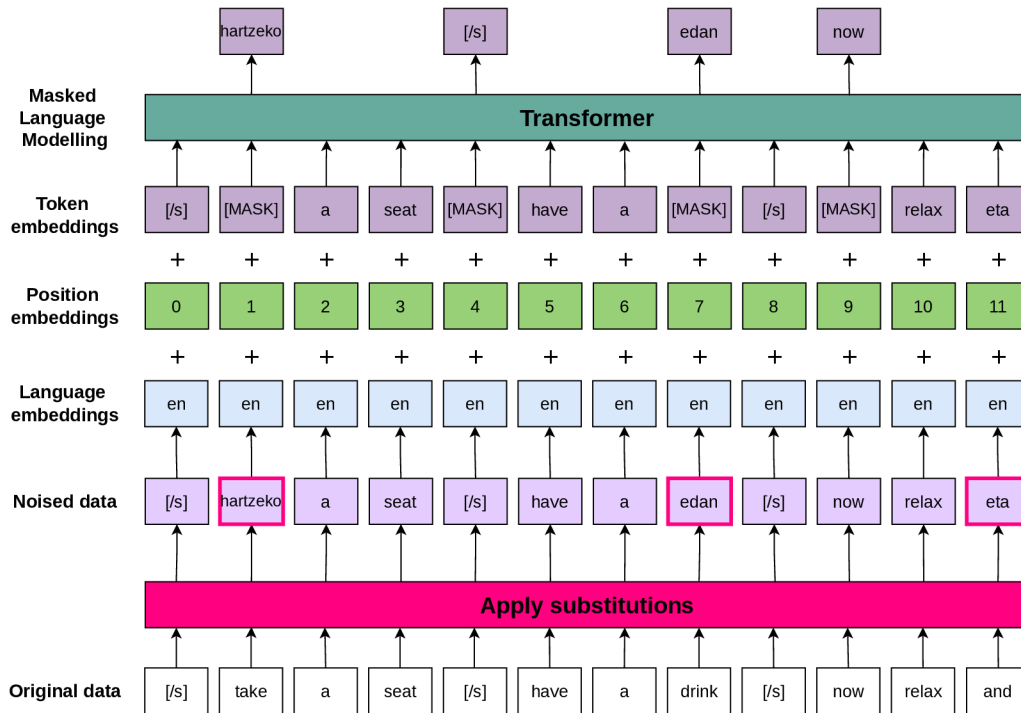 hartzeko [/s] edan now
Masked
Language
Modelling
Transformer
Token
embeddings
[/s] [MASK] a seat [MASK] have a [MASK] [/s] [MASK] relax eta
+ + + + + + + + + + + +
Position
embeddings
0 1 2 3 4 5 6 7 8 9 10 11
+ + + + + + + + + + + +
Language
embeddings
en en en en en en en en en en en en
Noised data
[/s] hartzeko a seat [/s] have a edan [/s] now relax eta
Apply substitutions
Original data
[/s] take a seat [/s] have a drink [/s] now relax and